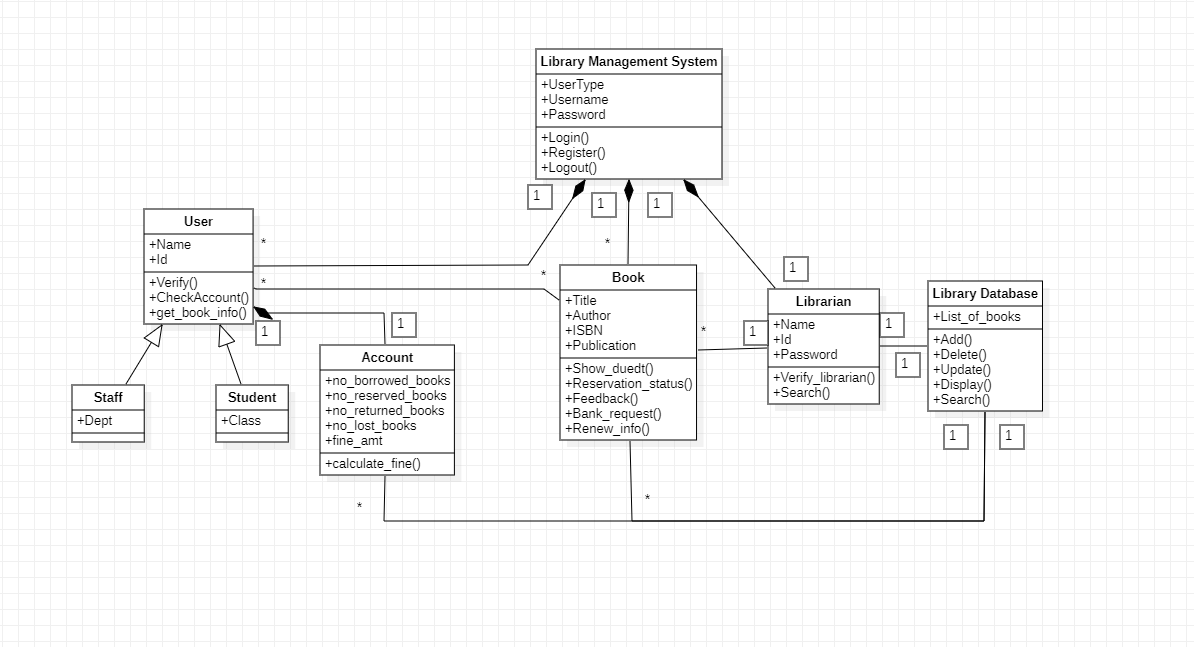 Library Management System
+UserType
+Username
+Password
+Login()
+Register()
+Logout()
1
1
1
User
+Name
+Id
+Verify()
+CheckAccount()
+get_book_info()
*
*
*
*
1
1
Staff
+Dept
Student
+Class
Account
+no_borrowed_books
+no_reserved_books
+no_returned_books
+no_lost_books
+fine_amt
+calculate_fine()
*
Book
+Title
+Author
+ISBN
+Publication
+Show_duedt()
+Reservation_status()
+Feedback()
+Bank_request()
+Renew_info()
*
*
1
1
Librarian
+Name
+Id
+Password
+Verify_librarian()
+Search()
1
1
Library Database
+List_of_books
+Add()
+Delete()
+Update()
+Display()
+Search()
1
1